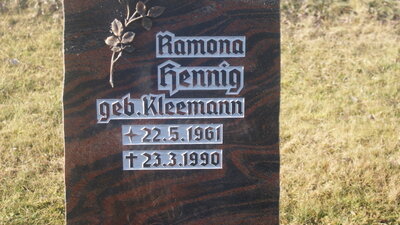 Ramona
Hennig
geb. Kleemann
✦ 22.5.1961
✝ 23.3.1990